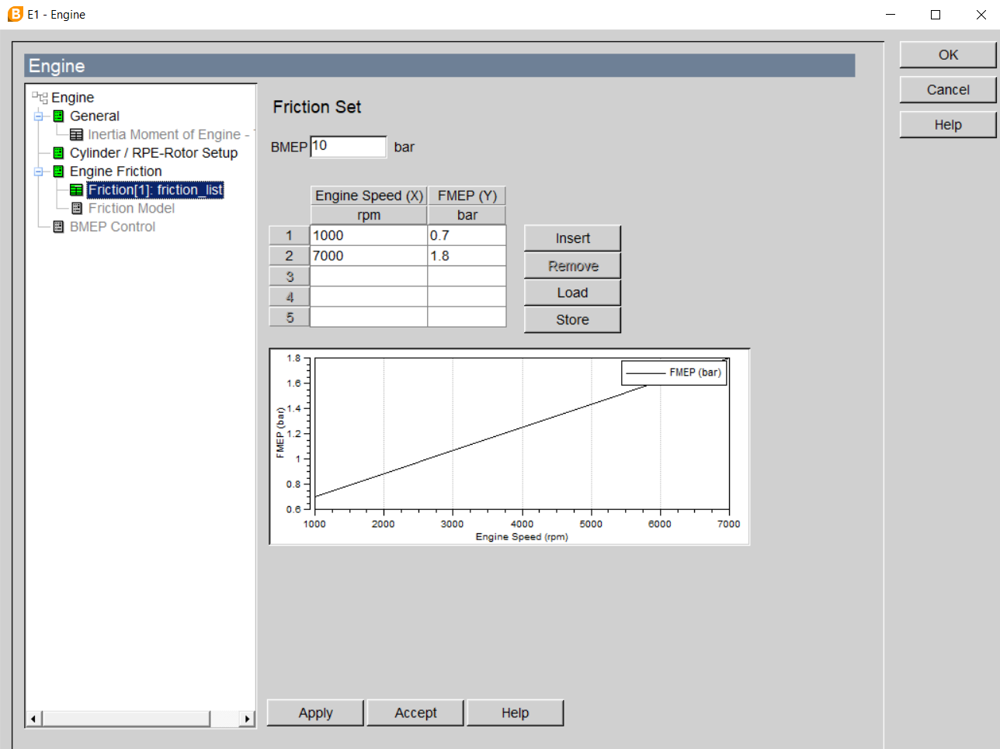 E1 - Engine
OK
Cancel
Help
Engine
Engine
General
Inertia Moment of Engine -
Cylinder / RPE-Rotor Setup
Engine Friction
Friction[1]: friction_list
Friction Model
BMEP Control
Friction Set
BMEP 10 bar
Engine Speed (X) FMEP (Y)
rpm bar
1 1000 0.7
2 7000 1.8
3
4
5
Insert
Remove
Load
Store
FMEP (bar)
1.8
1.6
1.4
1.2
1
0.8
0.6
FMEP (bar)
1000 2000 3000 4000 5000 6000 7000
Engine Speed (rpm)
Apply Accept Help